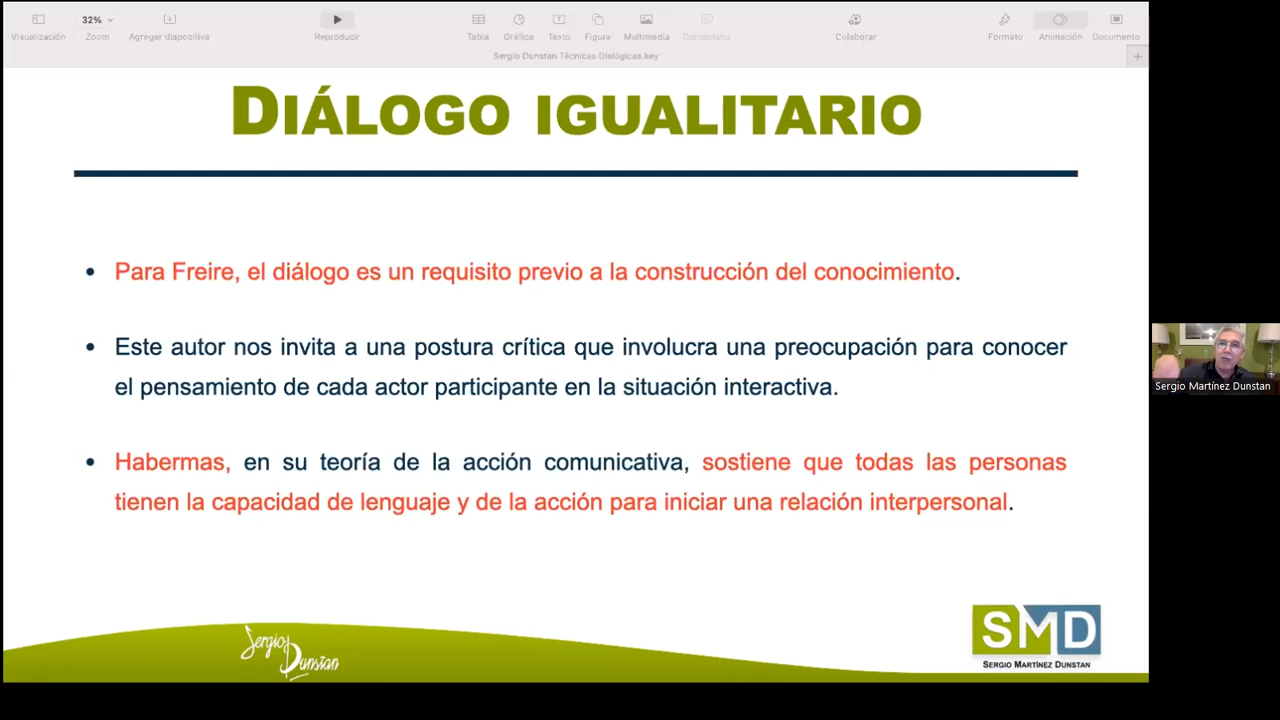 32%
Visualización Zoom Agregar diapositiva Reproducir Tabla Gráfica Texto Figura Multimedia Comentario Colaborar Formato Animación Documento
Sergio Dunstan Técnicas Dialógicas.key
DIÁLOGO IGUALITARIO
• Para Freire, el diálogo es un requisito previo a la construcción del conocimiento.
• Este autor nos invita a una postura crítica que involucra una preocupación para conocer
el pensamiento de cada actor participante en la situación interactiva.
• Habermas, en su teoría de la acción comunicativa, sostiene que todas las personas
tienen la capacidad de lenguaje y de la acción para iniciar una relación interpersonal.
Sergio Martínez Dunstan
Sergio
Dunstan
SMD
SERGIO MARTÍNEZ DUNSTAN